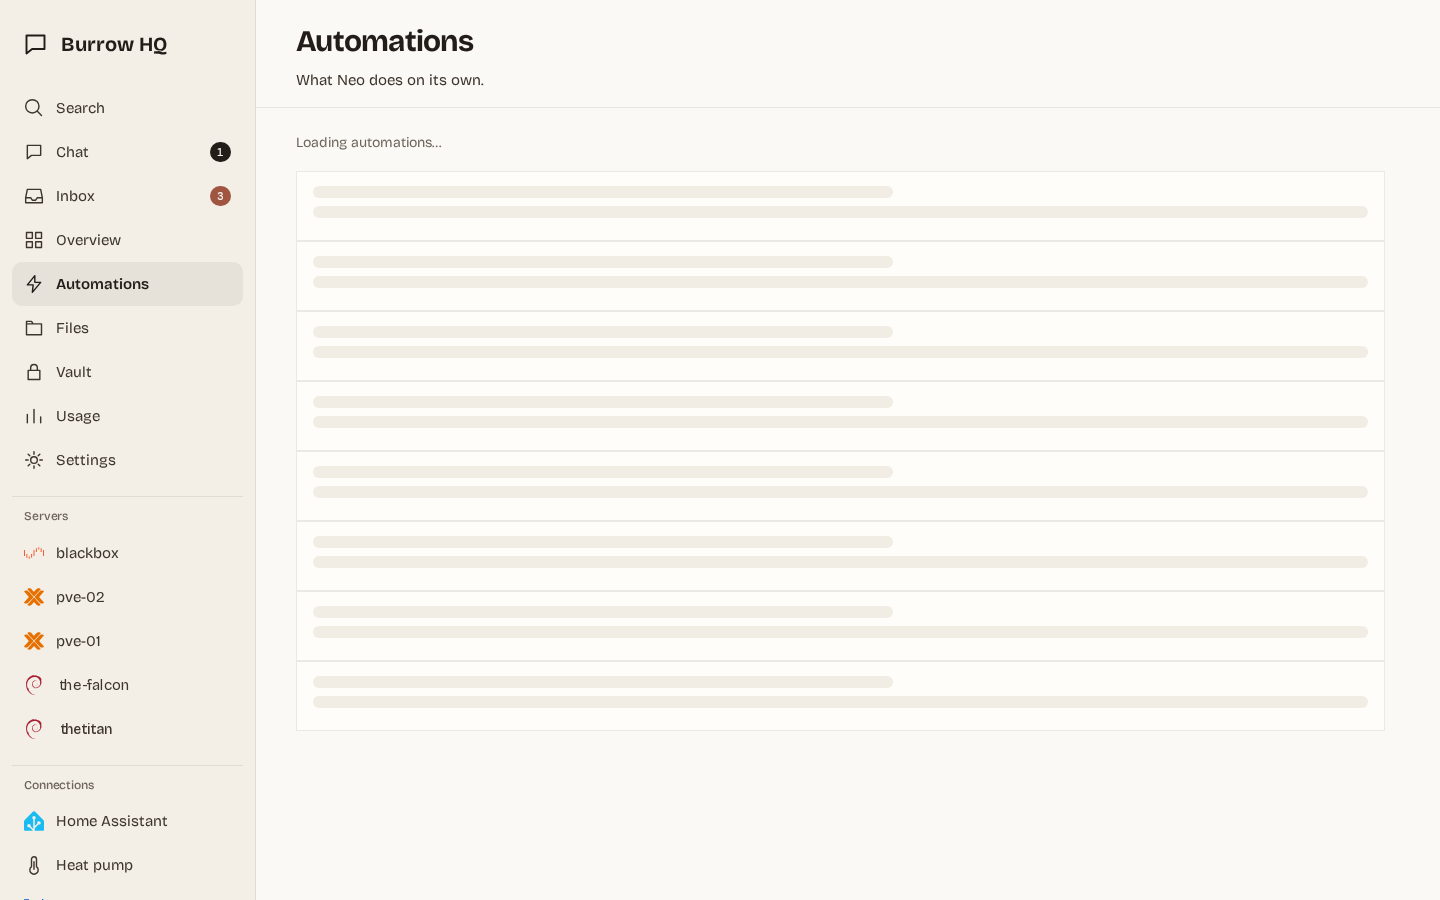 Burrow HQ
Search
Chat 1
Inbox 3
Overview
Automations
Files
Vault
Usage
Settings
Servers
blackbox
pve-02
pve-01
the-falcon
thetitan
Connections
Home Assistant
Heat pump
Automations
What Neo does on its own.
Loading automations...